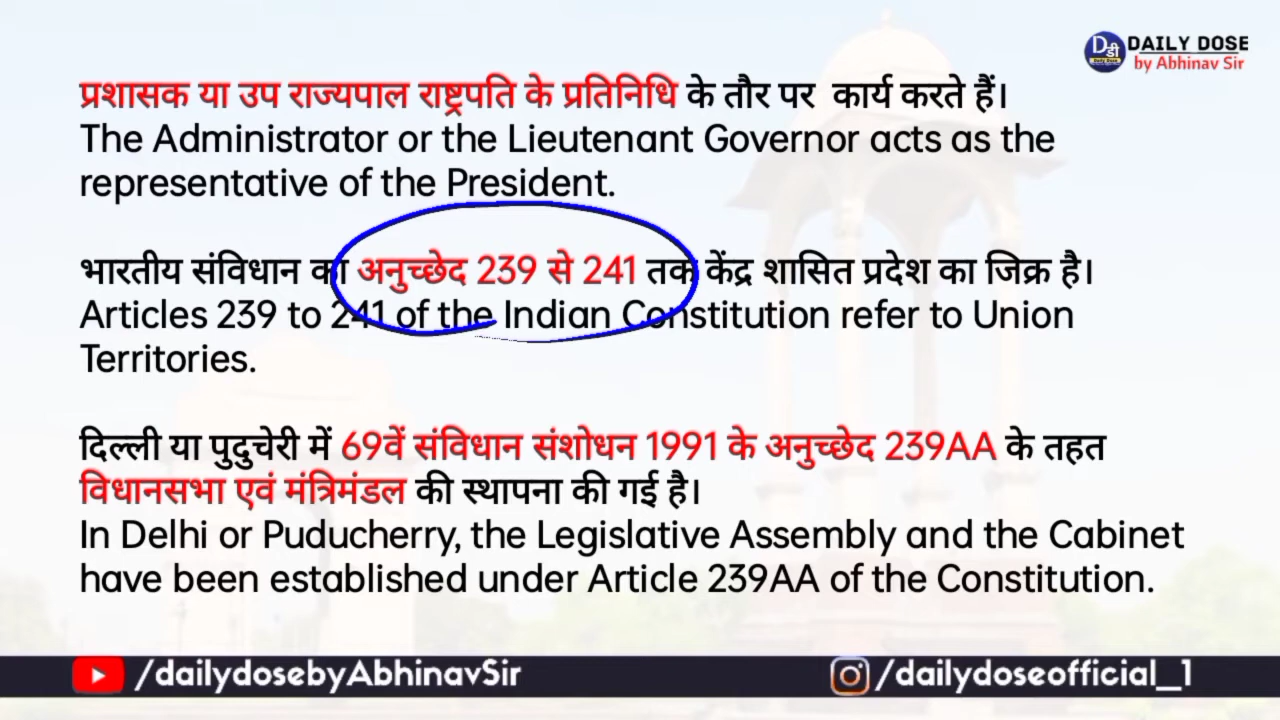 Dडी
Daily Dose
DAILY DOSE
by Abhinav Sir
प्रशासक या उप राज्यपाल राष्ट्रपति के प्रतिनिधि के तौर पर कार्य करते हैं।
The Administrator or the Lieutenant Governor acts as the
representative of the President.
भारतीय संविधान का अनुच्छेद 239 से 241 तक केंद्र शासित प्रदेश का जिक्र है।
Articles 239 to 241 of the Indian Constitution refer to Union
Territories.
दिल्ली या पुदुचेरी में 69वें संविधान संशोधन 1991 के अनुच्छेद 239AA के तहत
विधानसभा एवं मंत्रिमंडल की स्थापना की गई है।
In Delhi or Puducherry, the Legislative Assembly and the Cabinet
have been established under Article 239AA of the Constitution.
/dailydosebyAbhinavSir
/dailydoseofficial_1